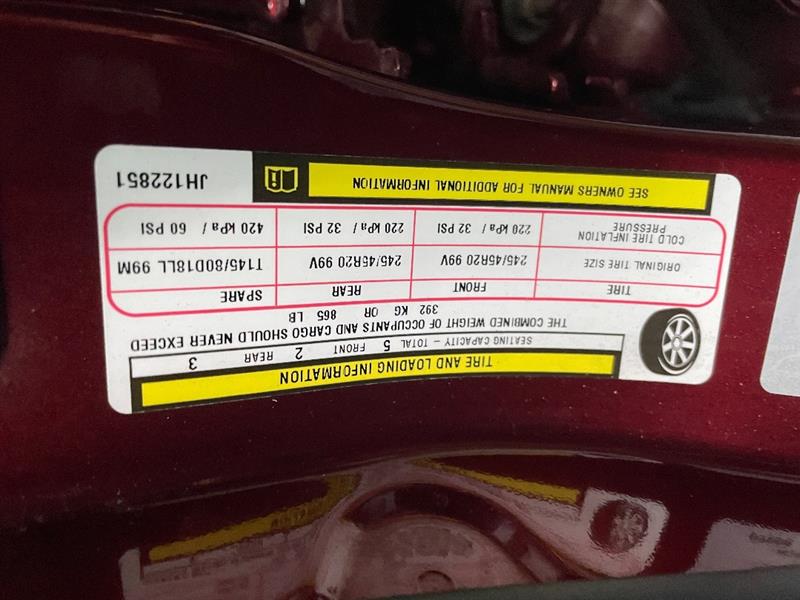 TIRE AND LOADING INFORMATION
SEATING CAPACITY - TOTAL 5 FRONT 2 REAR 3
THE COMBINED WEIGHT OF OCCUPANTS AND CARGO SHOULD NEVER EXCEED
392 KG OR 865 LB
TIRE FRONT REAR SPARE
ORIGINAL TIRE SIZE 245/45R20 99V 245/45R20 99V T145/80D18LL 99M
COLD TIRE INFLATION PRESSURE 220 kPa / 32 PSI 220 kPa / 32 PSI 420 kPa / 60 PSI
SEE OWNERS MANUAL FOR ADDITIONAL INFORMATION
JH122851